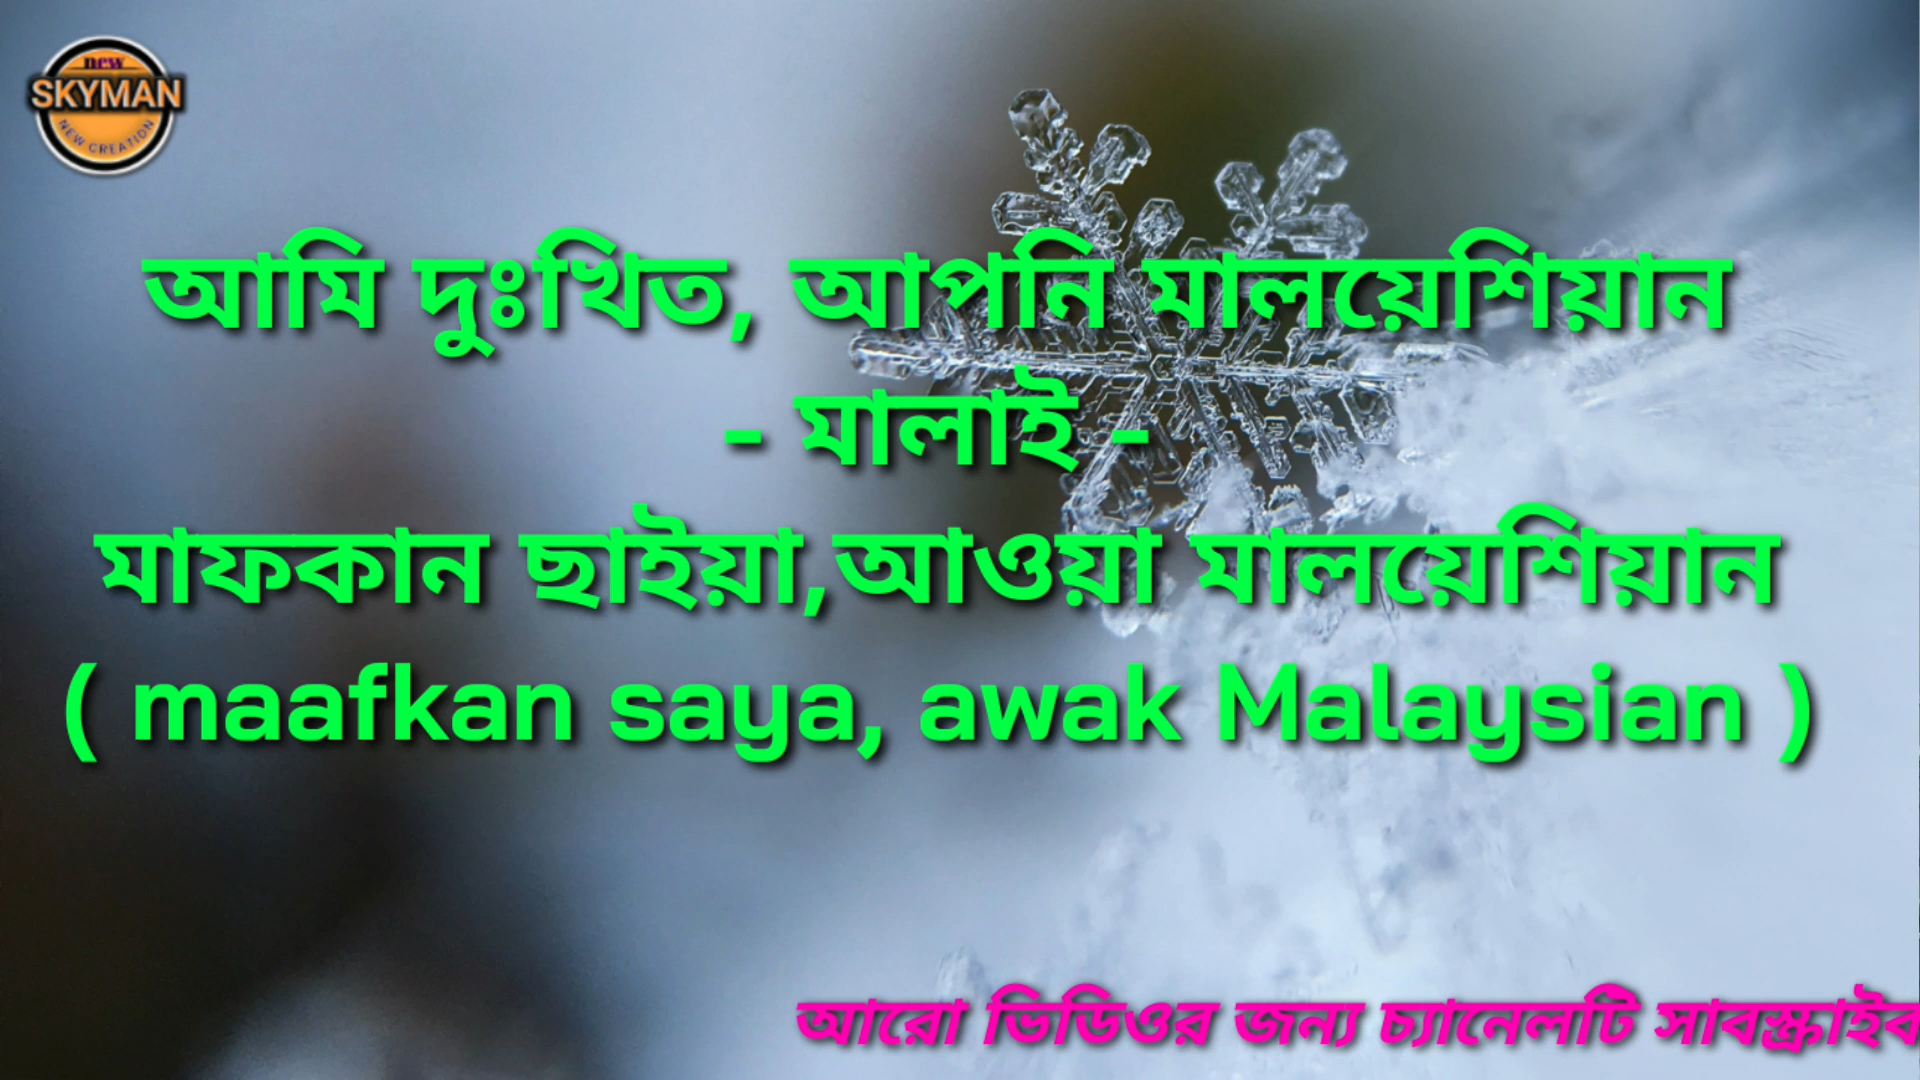 new
SKYMAN
NEW CREATION
আমি দুঃখিত, আপনি মালয়েশিয়ান
- মালাই -
মাফকান ছাইয়া,আওয়া মালয়েশিয়ান
( maafkan saya, awak Malaysian )
আরো ভিডিওর জন্য চ্যানেলটি সাবস্ক্রাইব